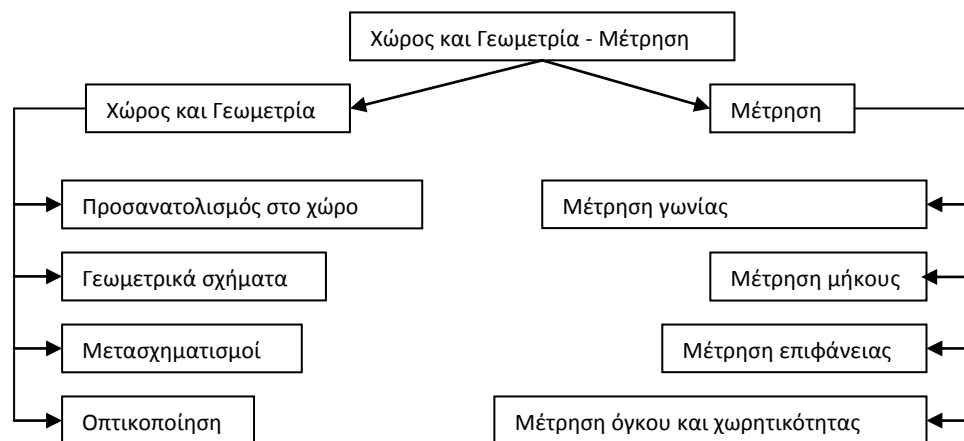 Χώρος και Γεωμετρία - Μέτρηση
Χώρος και Γεωμετρία
Μέτρηση
Προσανατολισμός στο χώρο
Μέτρηση γωνίας
Γεωμετρικά σχήματα
Μέτρηση μήκους
Μετασχηματισμοί
Μέτρηση επιφάνειας
Οπτικοποίηση
Μέτρηση όγκου και χωρητικότητας